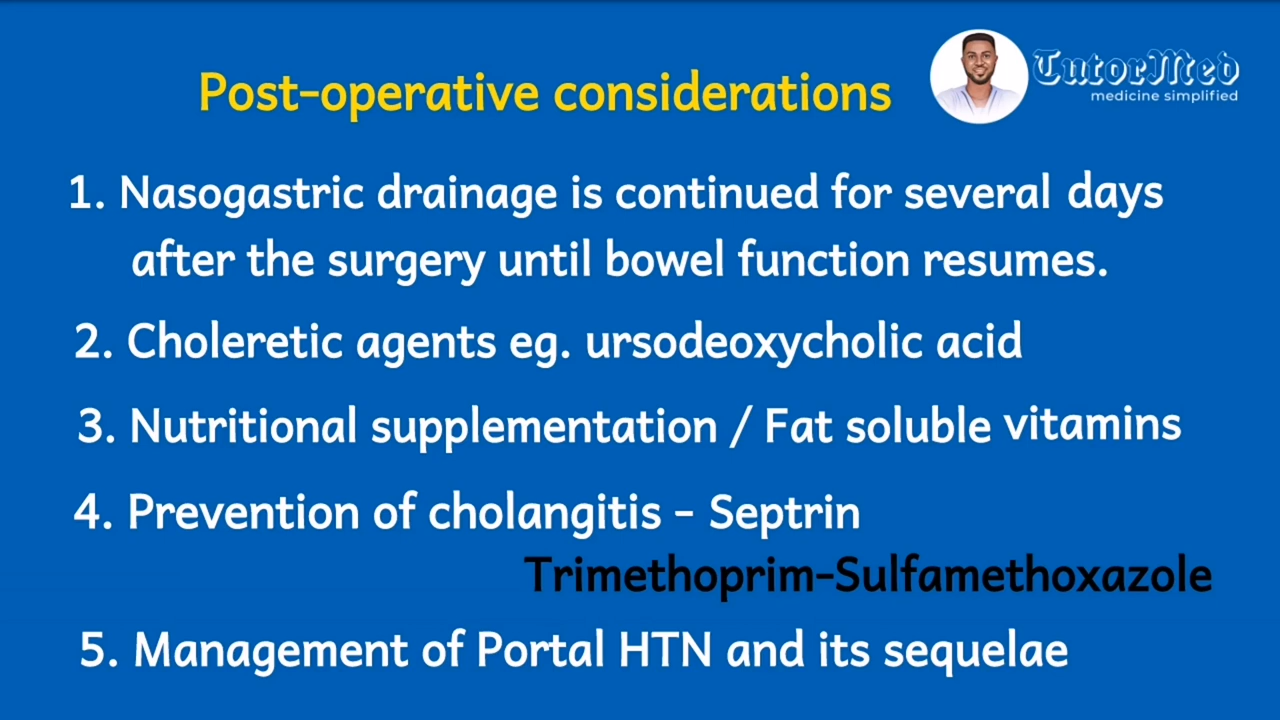 Post-operative considerations
TutorMed
medicine simplified
1. Nasogastric drainage is continued for several days
after the surgery until bowel function resumes.
2. Choleretic agents eg. ursodeoxycholic acid
3. Nutritional supplementation / Fat soluble vitamins
4. Prevention of cholangitis - Septrin
Trimethoprim-Sulfamethoxazole
5. Management of Portal HTN and its sequelae